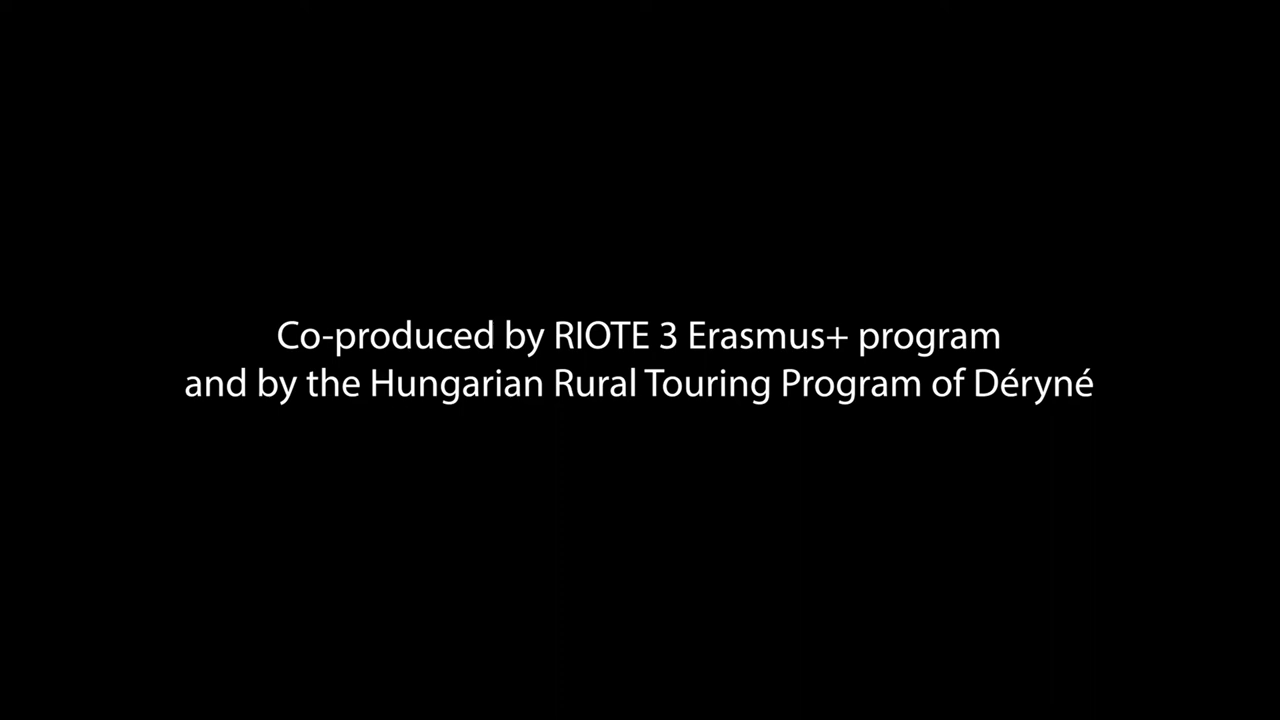 Co-produced by RIOTE 3 Erasmus+ program
and by the Hungarian Rural Touring Program of Déryné